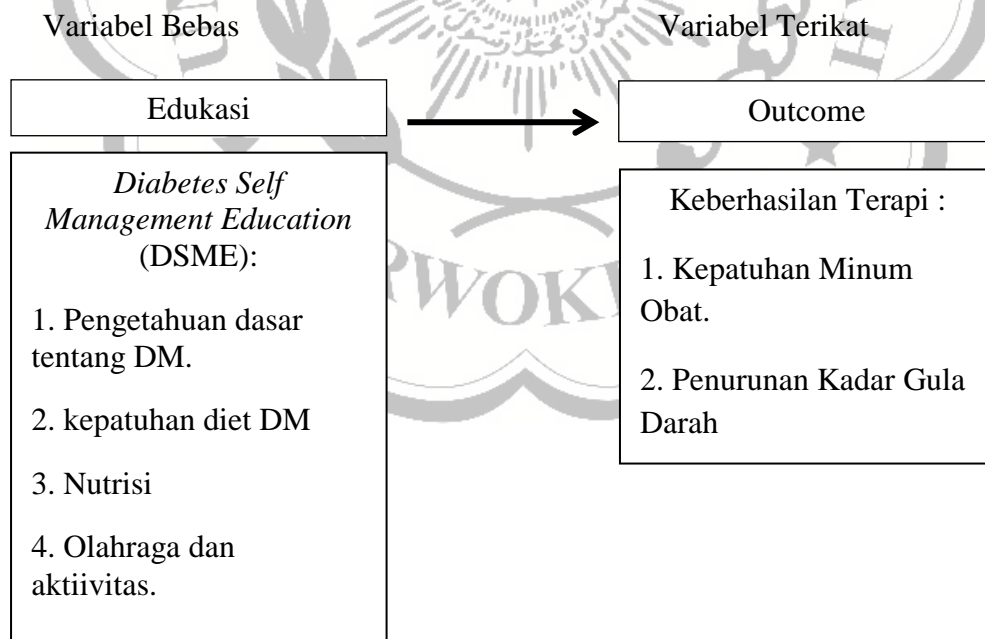 Variabel Bebas
Variabel Terikat
Edukasi
Outcome
Diabetes Self
Management Education
(DSME):
1. Pengetahuan dasar
tentang DM.
2. kepatuhan diet DM
3. Nutrisi
4. Olahraga dan
aktiivitas.
Keberhasilan Terapi :
1. Kepatuhan Minum
Obat.
2. Penurunan Kadar Gula
Darah